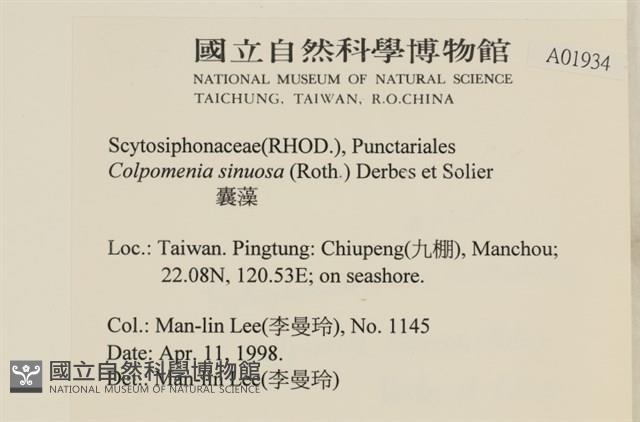 國立自然科學博物館
NATIONAL MUSEUM OF NATURAL SCIENCE
TAICHUNG, TAIWAN, R.O.CHINA
A01934
Scytosiphonaceae(RHOD.), Punctariales
Colpomenia sinuosa (Roth.) Derbes et Solier
囊藻
Loc.: Taiwan. Pingtung: Chiupeng(九棚), Manchou;
22.08N, 120.53E; on seashore.
Col.: Man-lin Lee(李曼玲), No. 1145
Date: Apr. 11, 1998.
Det.: Man-lin Lee(李曼玲)
國立自然科學博物館
NATIONAL MUSEUM OF NATURAL SCIENCE